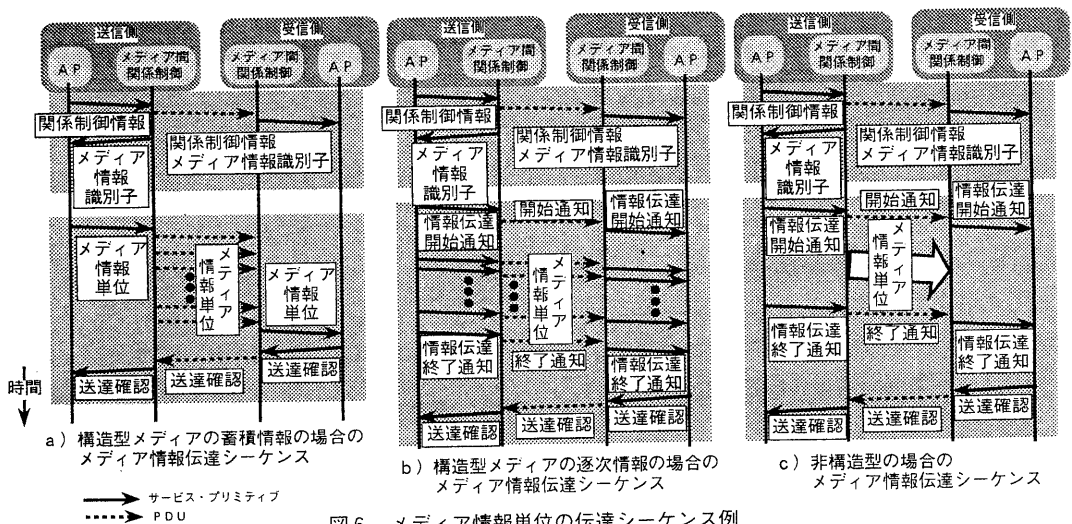 送信側
受信側
AP
メディア間
関係制御
メディア間
関係制御
AP
関係制御情報
関係制御情報
メディア情報識別子
メディア
情報
識別子
メディア
情報
単位
メディア
情報単位
メディア
情報
単位
送達確認
送達確認
送達確認
時間
a）構造型メディアの蓄積情報の場合の
メディア情報伝達シーケンス
送信側
受信側
AP
メディア間
関係制御
メディア間
関係制御
AP
関係制御情報
関係制御情報
メディア情報識別子
メディア
情報
識別子
開始通知
情報伝達
開始通知
情報伝達
開始通知
メディア
情報単位
情報伝達
終了通知
終了通知
情報伝達
終了通知
送達確認
送達確認
送達確認
b）構造型メディアの逐次情報の場合の
メディア情報伝達シーケンス
送信側
受信側
AP
メディア間
関係制御
メディア間
関係制御
AP
関係制御情報
関係制御情報
メディア情報識別子
メディア
情報
識別子
開始通知
情報伝達
開始通知
情報伝達
開始通知
メディア
情報単位
情報伝達
終了通知
終了通知
情報伝達
終了通知
送達確認
送達確認
送達確認
c）非構造型の場合の
メディア情報伝達シーケンス
サービス・プリミティブ
PDU
図6 メディア情報単位の伝達シーケンス例